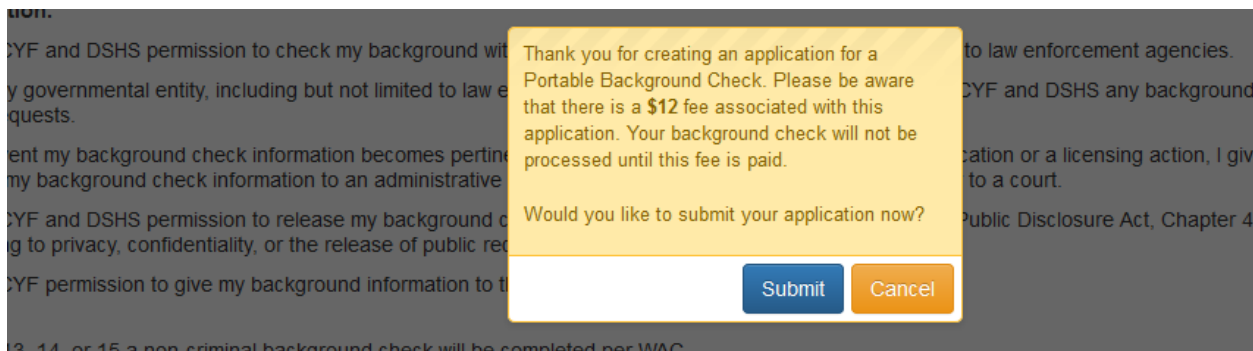 tion:
CYF and DSHS permission to check my background wit
to law enforcement agencies.
y governmental entity, including but not limited to law e
CYF and DSHS any background
equests.
rent my background check information becomes pertine
cation or a licensing action, I giv
my background check information to an administrative
to a court.
CYF and DSHS permission to release my background c
Public Disclosure Act, Chapter 4
g to privacy, confidentiality, or the release of public rec
CYF permission to give my background information to t
13, 14, or 15 a non-criminal background check will be completed per WAC
Thank you for creating an application for a
Portable Background Check. Please be aware
that there is a $12 fee associated with this
application. Your background check will not be
processed until this fee is paid.
Would you like to submit your application now?
Submit
Cancel